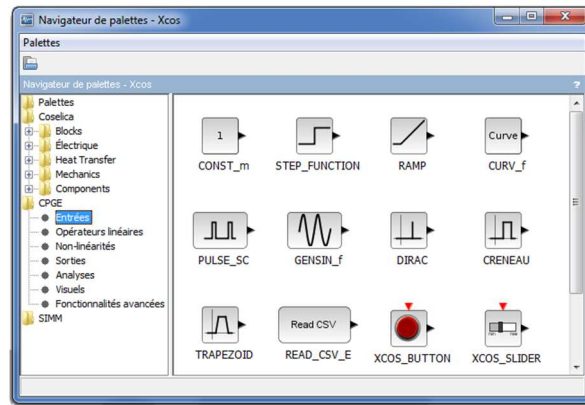 Navigateur de palettes - Xcos
Palettes
Navigateur de palettes - Xcos
?
Palettes
Coselica
Blocks
Électrique
Heat Transfer
Mechanics
Components
CPGE
Entrées
Opérateurs linéaires
Non-linéarités
Sorties
Analyses
Visuels
Fonctionnalités avancées
SIMM
1
Curve
CONST_m STEP_FUNCTION RAMP CURV_f
PULSE_SC GENSIN_f DIRAC CRENEAU
Read CSV
TRAPEZOID READ_CSV_E XCOS_BUTTON XCOS_SLIDER